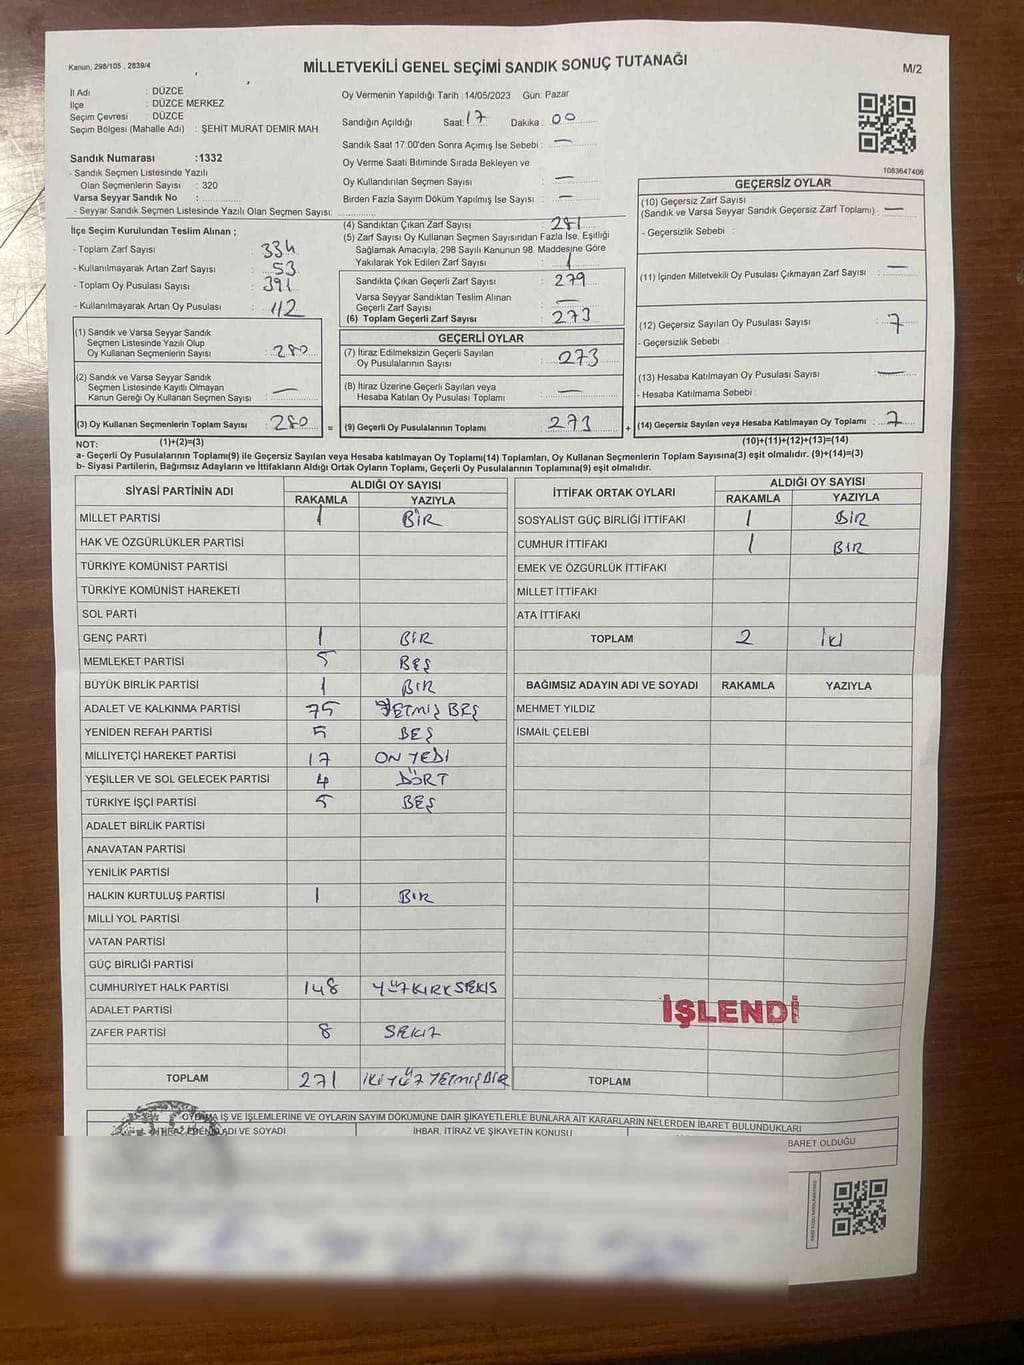 Kanun, 298/105 , 2839/4
MİLLETVEKİLİ GENEL SEÇİMİ SANDIK SONUÇ TUTANAĞI
M/2
İl Adı : DÜZCE
İlçe : DÜZCE MERKEZ
Seçim Çevresi : DÜZCE
Seçim Bölgesi (Mahalle Adı) : ŞEHİT MURAT DEMİR MAH.
Oy Vermenin Yapıldığı Tarih :14/05/2023 Gün: Pazar
Sandığın Açıldığı Saat: 17 Dakika : 00
Sandık Saat 17:00'den Sonra Açımış İse Sebebi : —
Oy Verme Saati Bitiminde Sırada Bekleyen ve
Oy Kullandırılan Seçmen Sayısı : —
Birden Fazla Sayım Döküm Yapılmış İse Sayısı : —
1083647406
Sandık Numarası :1332
- Sandık Seçmen Listesinde Yazılı
Olan Seçmenlerin Sayısı : 320
Varsa Seyyar Sandık No :
- Seyyar Sandık Seçmen Listesinde Yazılı Olan Seçmen Sayısı:
İlçe Seçim Kurulundan Teslim Alınan ;
- Toplam Zarf Sayısı : 334
- Kullanılmayarak Artan Zarf Sayısı : 53
- Toplam Oy Pusulası Sayısı : 391
- Kullanılmayarak Artan Oy Pusulası : 112
(1) Sandık ve Varsa Seyyar Sandık
Seçmen Listesinde Yazılı Olup
Oy Kullanan Seçmenlerin Sayısı : 280
(2) Sandık ve Varsa Seyyar Sandık
Seçmen Listesinde Kayıtlı Olmayan
Kanun Gereği Oy Kullanan Seçmen Sayısı : —
(3) Oy Kullanan Seçmenlerin Toplam Sayısı : 280 =
(4) Sandıktan Çıkan Zarf Sayısı : 281
(5) Zarf Sayısı Oy Kullanan Seçmen Sayısından Fazla İse, Eşitliği
Sağlamak Amacıyla, 298 Sayılı Kanunun 98. Maddesine Göre
Yakılarak Yok Edilen Zarf Sayısı : 1
Sandıkta Çıkan Geçerli Zarf Sayısı : 279
Varsa Seyyar Sandıktan Teslim Alınan
Geçerli Zarf Sayısı : —
(6) Toplam Geçerli Zarf Sayısı : 273
GEÇERLİ OYLAR
(7) İtiraz Edilmeksizin Geçerli Sayılan
Oy Pusulalarının Sayısı : 273
(8) İtiraz Üzerine Geçerli Sayılan veya
Hesaba Katılan Oy Pusulası Toplamı : —
(9) Geçerli Oy Pusulalarının Toplamı : 273 +
GEÇERSİZ OYLAR
(10) Geçersiz Zarf Sayısı
(Sandık ve Varsa Seyyar Sandık Geçersiz Zarf Toplamı) : —
- Geçersizlik Sebebi :
(11) İçinden Milletvekili Oy Pusulası Çıkmayan Zarf Sayısı : —
(12) Geçersiz Sayılan Oy Pusulası Sayısı : 7
- Geçersizlik Sebebi :
(13) Hesaba Katılmayan Oy Pusulası Sayısı : —
- Hesaba Katılmama Sebebi :
(14) Geçersiz Sayılan veya Hesaba Katılmayan Oy Toplamı : 7
NOT: (1)+(2)=(3) (10)+(11)+(12)+(13)=(14)
a- Geçerli Oy Pusulalarının Toplamı(9) ile Geçersiz Sayılan veya Hesaba katılmayan Oy Toplamı(14) Toplamları, Oy Kullanan Seçmenlerin Toplam Sayısına(3) eşit olmalıdır. (9)+(14)=(3)
b- Siyasi Partilerin, Bağımsız Adayların ve İttifakların Aldığı Ortak Oyların Toplamı, Geçerli Oy Pusulalarının Toplamına(9) eşit olmalıdır.
SİYASİ PARTİNİN ADI ALDIĞI OY SAYISI
RAKAMLA YAZIYLA
MİLLET PARTİSİ 1 BİR
HAK VE ÖZGÜRLÜKLER PARTİSİ
TÜRKİYE KOMÜNİST PARTİSİ
TÜRKİYE KOMÜNİST HAREKETİ
SOL PARTİ
GENÇ PARTİ 1 BİR
MEMLEKET PARTİSİ 5 BEŞ
BÜYÜK BİRLİK PARTİSİ 1 BIR
ADALET VE KALKINMA PARTİSİ 75 YETMİŞ BEŞ
YENİDEN REFAH PARTİSİ 5 BEŞ
MİLLİYETÇİ HAREKET PARTİSİ 17 ON YEDİ
YEŞİLLER VE SOL GELECEK PARTİSİ 4 DÖRT
TÜRKİYE İŞÇİ PARTİSİ 5 BEŞ
ADALET BİRLİK PARTİSİ
ANAVATAN PARTİSİ
YENİLİK PARTİSİ
HALKIN KURTULUŞ PARTİSİ 1 BIR
MİLLİ YOL PARTİSİ
VATAN PARTİSİ
GÜÇ BİRLİĞİ PARTİSİ
CUMHURİYET HALK PARTİSİ 148 YÜZ KIRK SEKIS
ADALET PARTİSİ
ZAFER PARTİSİ 8 SEKIZ
TOPLAM 271 İKİ YÜZ YETMİŞ BİR
İTTİFAK ORTAK OYLARI ALDIĞI OY SAYISI
RAKAMLA YAZIYLA
SOSYALİST GÜÇ BİRLİĞİ İTTİFAKI 1 BIR
CUMHUR İTTİFAKI 1 BIR
EMEK VE ÖZGÜRLÜK İTTİFAKI
MİLLET İTTİFAKI
ATA İTTİFAKI
TOPLAM 2 İKİ
BAĞIMSIZ ADAYIN ADI VE SOYADI RAKAMLA YAZIYLA
MEHMET YILDIZ
İSMAİL ÇELEBİ
İŞLENDİ
TOPLAM
İŞ VE İŞLEMLERİNE VE OYLARIN SAYIM DÖKÜMÜNE DAİR ŞİKAYETLERLE BUNLARA AİT KARARLARIN NELERDEN İBARET BULUNDUKLARI
ADI VE SOYADI İHBAR, İTİRAZ VE ŞİKAYETİN KONUSU BARET OLDUĞU